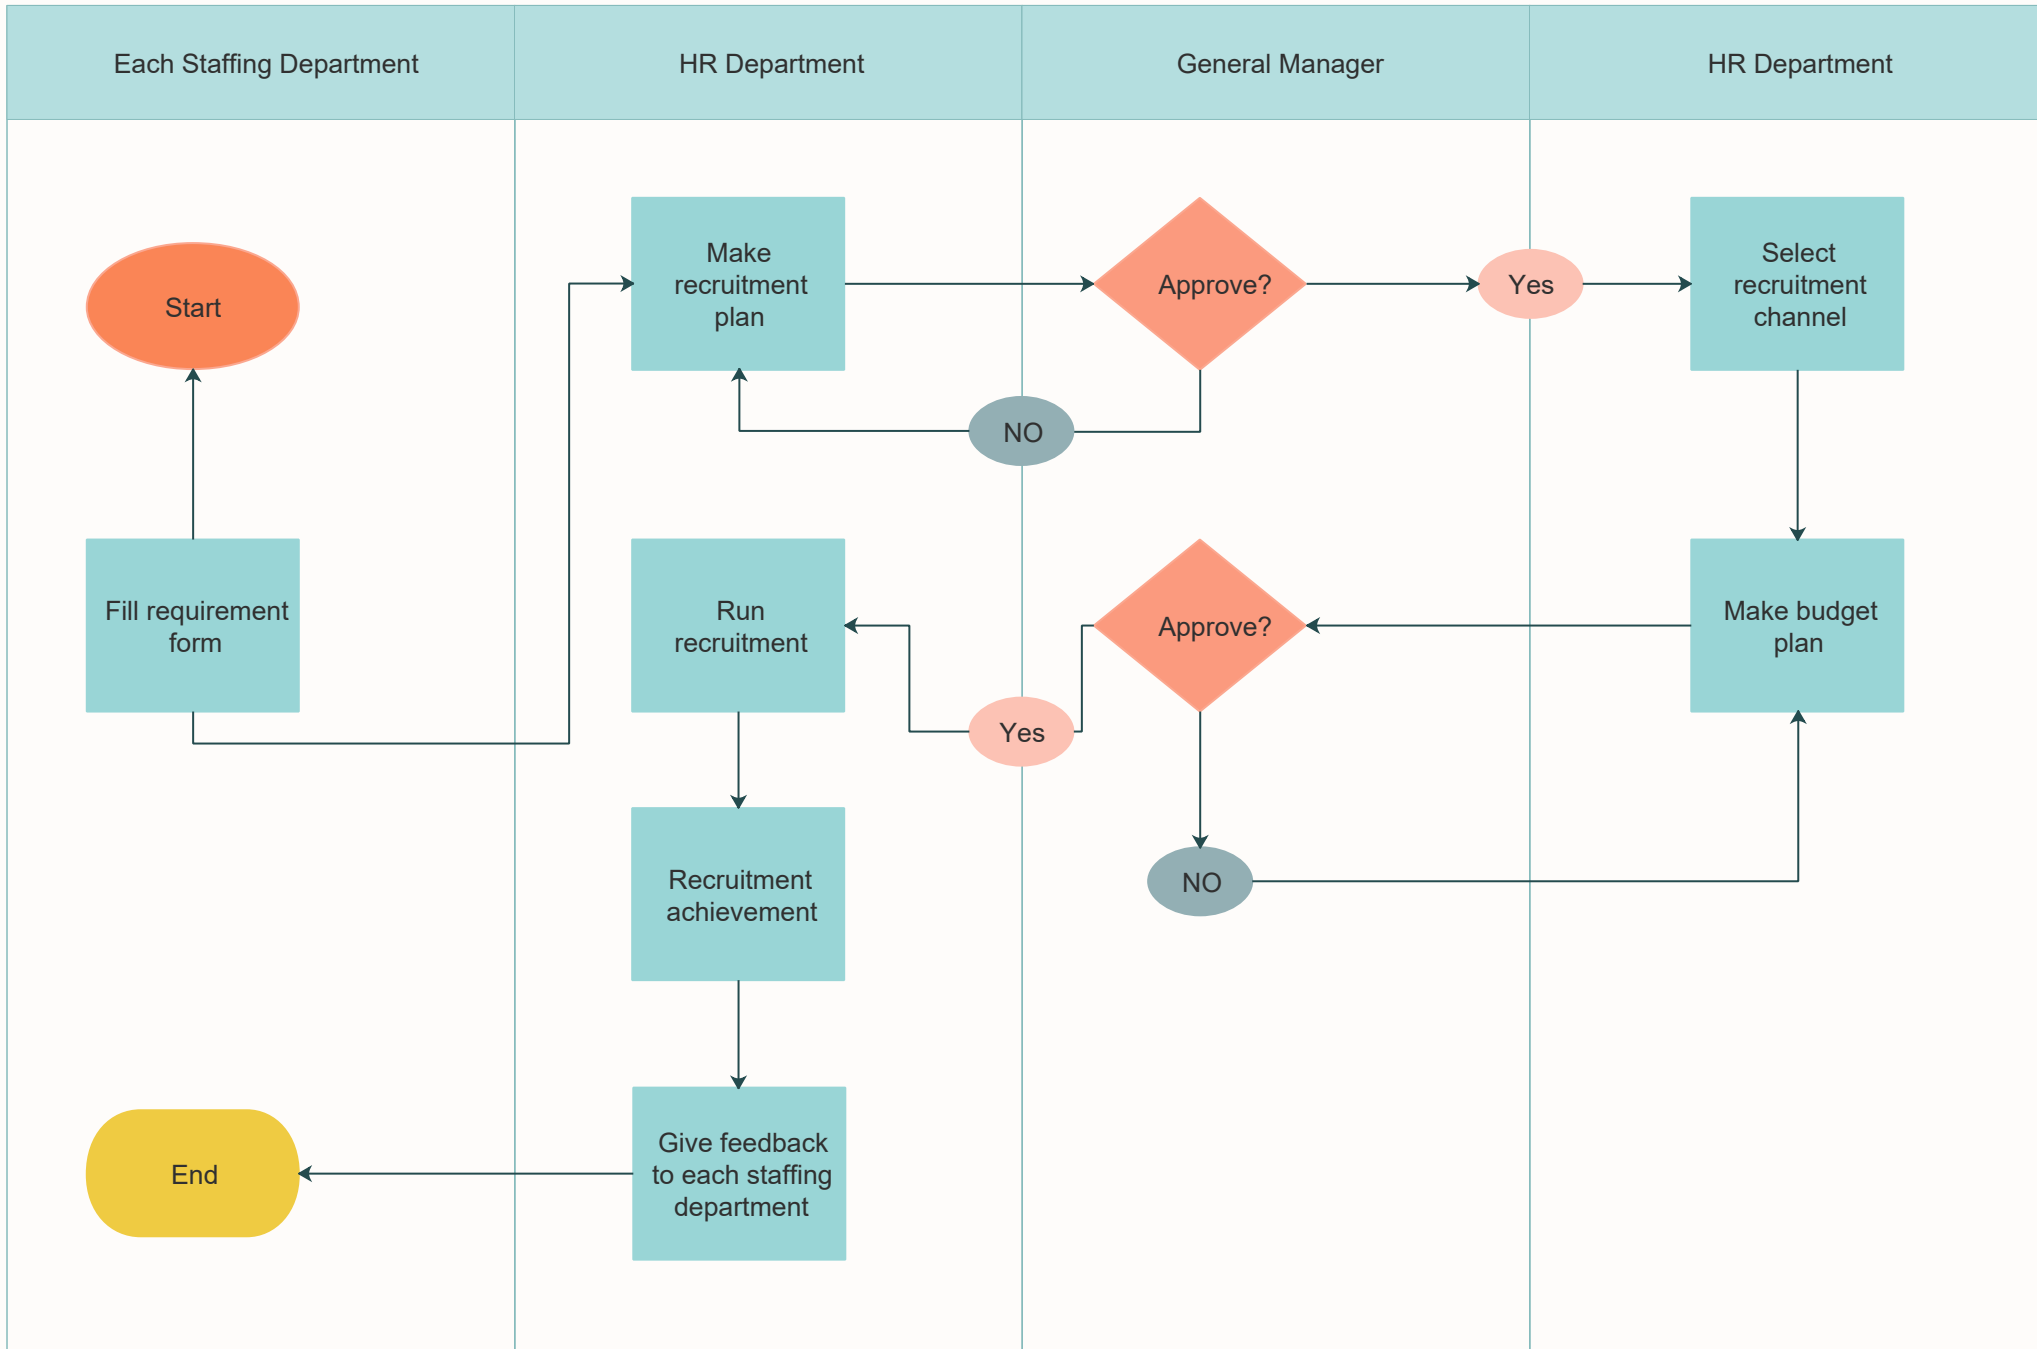 Each Staffing Department
HR Department
General Manager
HR Department
Start
Make
recruitment
plan
Approve?
Yes
Select
recruitment
channel
NO
Fill requirement
form
Run
recruitment
Approve?
Make budget
plan
Yes
Recruitment
achievement
NO
End
Give feedback
to each staffing
department